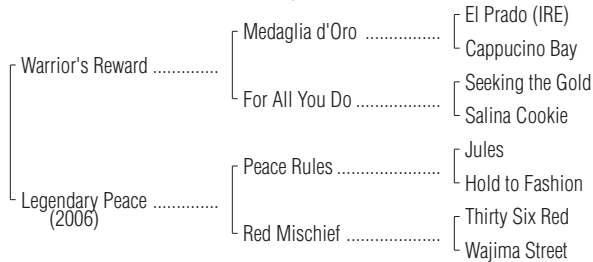 El Prado (IRE)
Medaglia d'Oro ..................
Cappucino Bay
Warrior's Reward ..............
Seeking the Gold
For All You Do ....................
Salina Cookie
Jules
Peace Rules ........................
Hold to Fashion
Legendary Peace ..............
(2006)
Thirty Six Red
Red Mischief ......................
Wajima Street